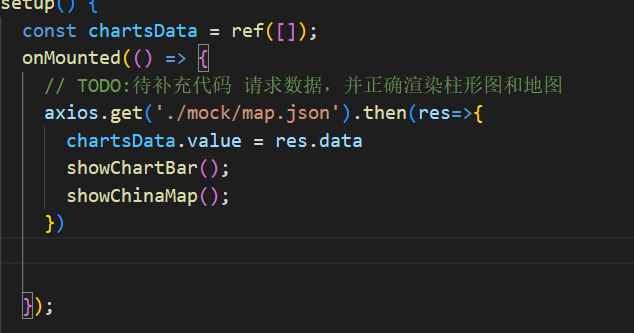 setup() {
const chartsData = ref([]);
onMounted(() => {
// TODO:待补充代码 请求数据，并正确渲染柱形图和地图
axios.get('./mock/map.json').then(res=>{
chartsData.value = res.data
showChartBar();
showChinaMap();
})
});